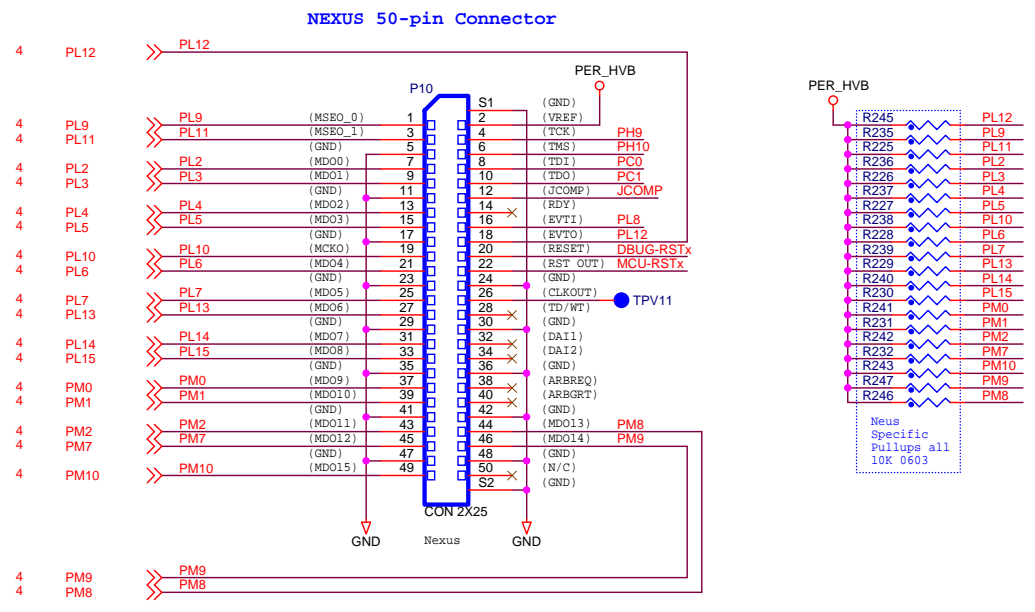 NEXUS 50-pin Connector
4 PL12 PL12
PER_HVB
PER_HVB
P10
S1 (GND)
4 PL9 PL9 (MSEO_0) 1 2 (VREF)
4 PL11 PL11 (MSEO_1) 3 4 (TCK) PH9
(GND) 5 6 (TMS) PH10
4 PL2 PL2 (MDO0) 7 8 (TDI) PC0
4 PL3 PL3 (MDO1) 9 10 (TDO) PC1
(GND) 11 12 (JCOMP) JCOMP
4 PL4 PL4 (MDO2) 13 14 (RDY)
4 PL5 PL5 (MDO3) 15 16 (EVTI) PL8
(GND) 17 18 (EVTO) PL12
4 PL10 PL10 (MCKO) 19 20 (RESET) DBUG-RSTx
4 PL6 PL6 (MDO4) 21 22 (RST OUT) MCU-RSTx
(GND) 23 24 (GND)
4 PL7 PL7 (MDO5) 25 26 (CLKOUT) TPV11
4 PL13 PL13 (MDO6) 27 28 (TD/WT)
(GND) 29 30 (GND)
4 PL14 PL14 (MDO7) 31 32 (DAI1)
4 PL15 PL15 (MDO8) 33 34 (DAI2)
(GND) 35 36 (GND)
4 PM0 PM0 (MDO9) 37 38 (ARBREQ)
4 PM1 PM1 (MDO10) 39 40 (ARBGRT)
(GND) 41 42 (GND)
4 PM2 PM2 (MDO11) 43 44 (MDO13) PM8
4 PM7 PM7 (MDO12) 45 46 (MDO14) PM9
(GND) 47 48 (GND)
4 PM10 PM10 (MDO15) 49 50 (N/C)
S2 (GND)
CON 2X25
GND Nexus GND
4 PM9 PM9
4 PM8 PM8
R245 PL12
R235 PL9
R225 PL11
R236 PL2
R226 PL3
R237 PL4
R227 PL5
R238 PL10
R228 PL6
R239 PL7
R229 PL13
R240 PL14
R230 PL15
R241 PM0
R231 PM1
R242 PM2
R232 PM7
R243 PM10
R247 PM9
R246 PM8
Neus
Specific
Pullups all
10K 0603